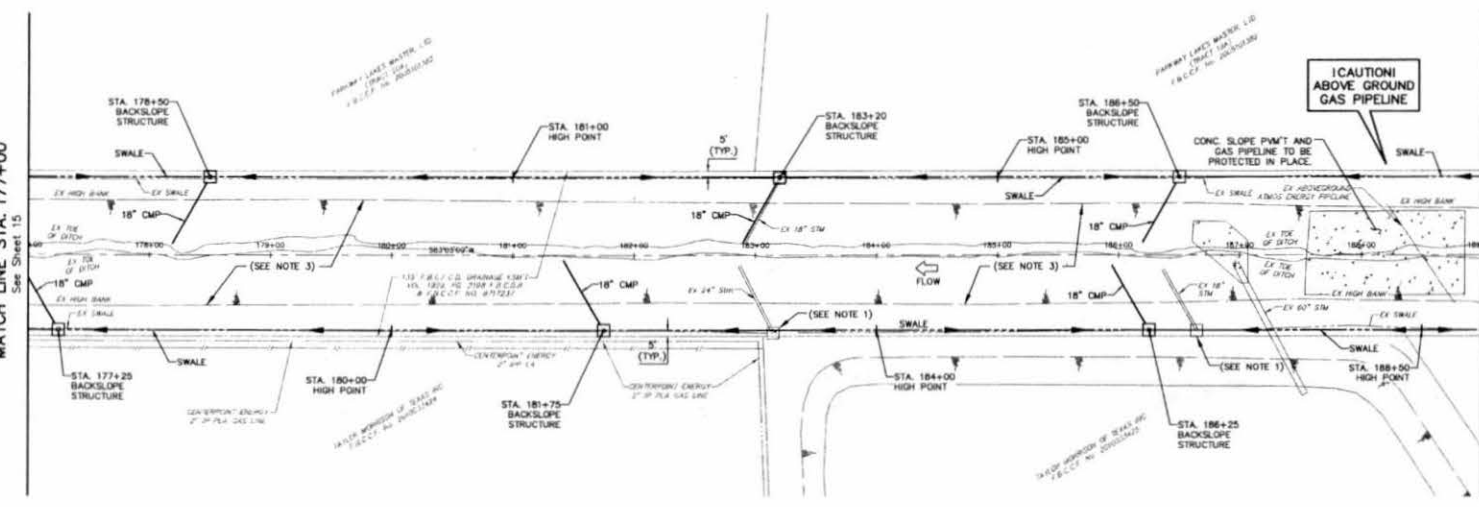 MATCH LINE STA. 177+00
See Sheet 15
STA. 178+50
BACKSLOPE
STRUCTURE
SWALE
EX HIGH BANK
EX SWALE
18" CMP
EX TOE
OF DITCH
178+00
179+00
181+00
183+00
184+00
185+00
186+00
187+00
188+00
EX TOE
OF DITCH
18" CMP
EX HIGH BANK
EX SWALE
STA. 177+25
BACKSLOPE
STRUCTURE
SWALE
(SEE NOTE 3)
STA. 180+00
HIGH POINT
CENTERPOINT ENERGY
2" IP PLA GAS LINE
STA. 181+00
HIGH POINT
5'
(TYP.)
18" CMP
CENTERPOINT ENERGY
STA. 181+75
BACKSLOPE
STRUCTURE
CENTERPOINT ENERGY
2" IP PLA GAS LINE
5'
(TYP.)
STA. 183+20
BACKSLOPE
STRUCTURE
EX 18" STM
EX 24" STM
(SEE NOTE 1)
SWALE
STA. 184+00
HIGH POINT
FLOW
STA. 185+00
HIGH POINT
SWALE
(SEE NOTE 3)
STA. 186+50
BACKSLOPE
STRUCTURE
18" CMP
18" CMP
EX 18"
STM
STA. 186+25
BACKSLOPE
STRUCTURE
(SEE NOTE 1)
!CAUTION!
ABOVE GROUND
GAS PIPELINE
CONC. SLOPE PVM'T AND
GAS PIPELINE TO BE
PROTECTED IN PLACE.
SWALE
EX SWALE
EX ABOVEGROUND
ATMOS ENERGY PIPELINE
EX HIGH BANK
EX TOE
OF DITCH
EX TOE
OF DITCH
EX HIGH BANK
EX 60" STM
EX SWALE
SWALE
STA. 188+50
HIGH POINT